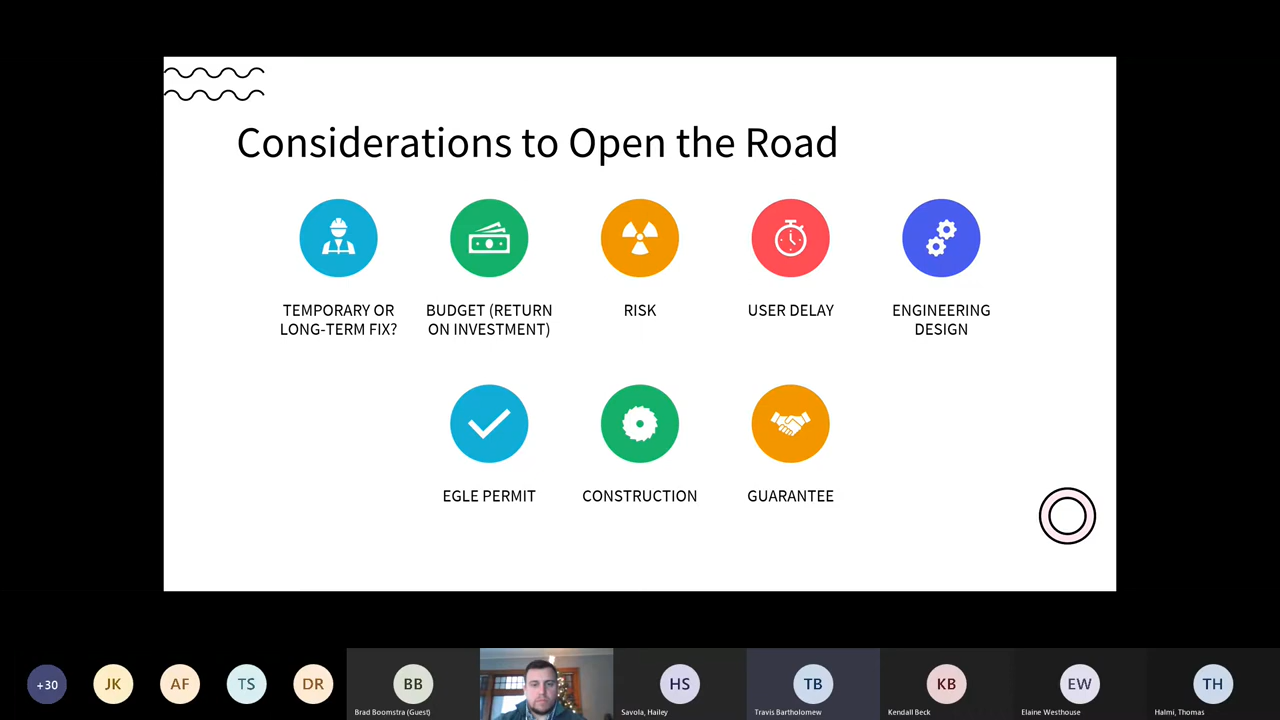 Considerations to Open the Road
TEMPORARY OR
LONG-TERM FIX?
BUDGET (RETURN
ON INVESTMENT)
RISK
USER DELAY
ENGINEERING
DESIGN
EGLE PERMIT
CONSTRUCTION
GUARANTEE
+30
JK
AF
TS
DR
BB
Brad Boomstra (Guest)
HS
Savola, Hailey
TB
Travis Bartholomew
KB
Kendall Beck
EW
Elaine Westhouse
TH
Halmi, Thomas